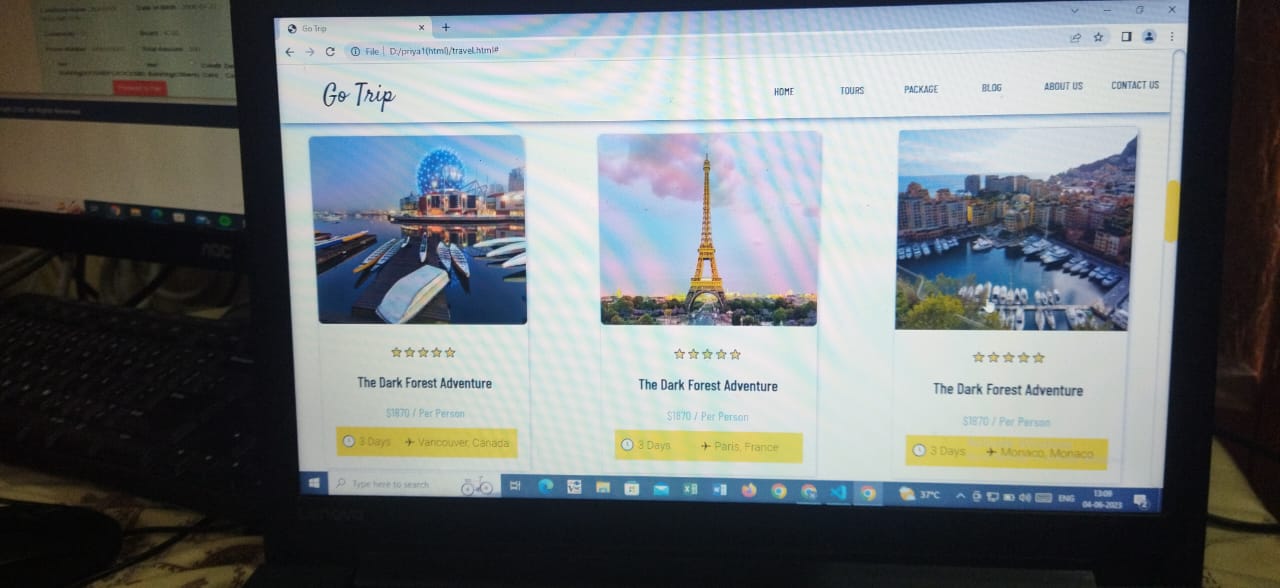 Go Trip
File | D:/priya1(html)/travel.html#
Go Trip
HOME TOURS PACKAGE BLOG ABOUT US CONTACT US
The Dark Forest Adventure
$1870 / Per Person
3 Days Vancouver, Canada
The Dark Forest Adventure
$1870 / Per Person
3 Days Paris, France
The Dark Forest Adventure
$1870 / Per Person
3 Days Monaco, Monaco
Type here to search
37°C ENG 13:09
04-06-2023
Lenovo